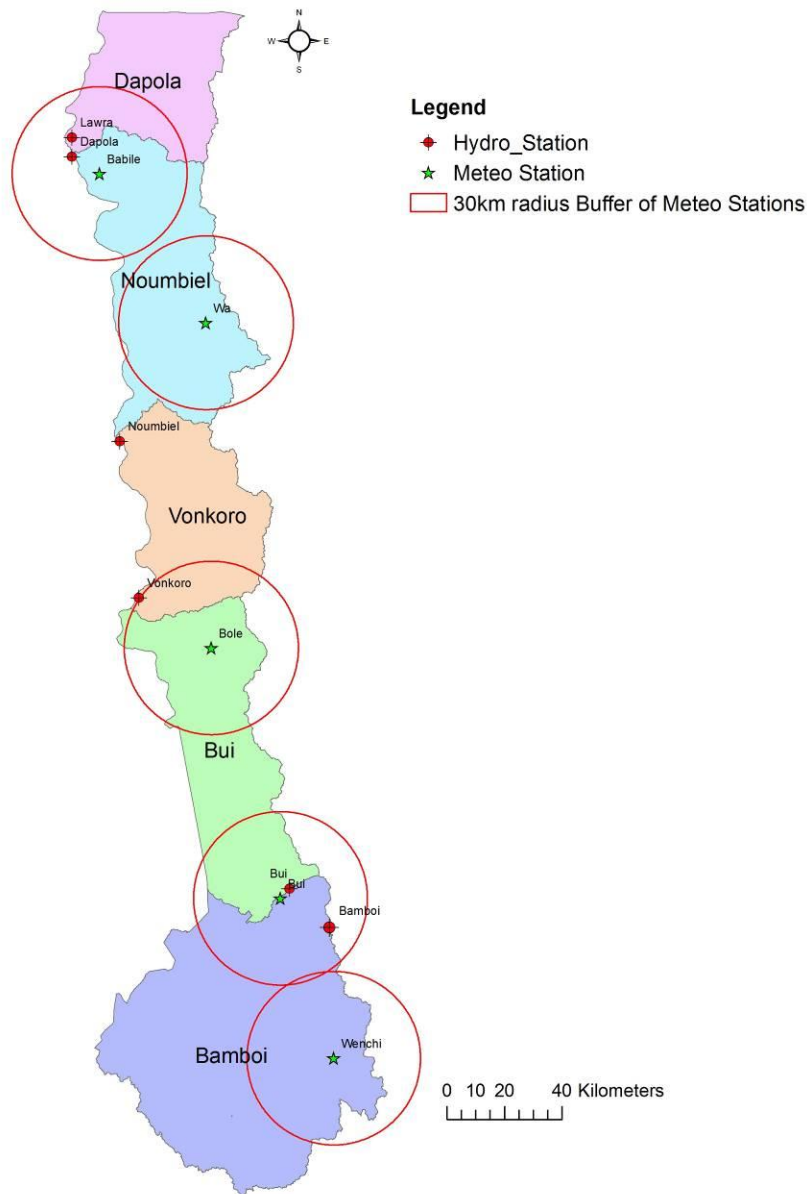 N
W
E
S
Dapola
Legend
Lawra
Hydro_Station
Dapola
Babile
Meteo Station
30km radius Buffer of Meteo Stations
Noumbiel
Wa
Noumbiel
Vonkoro
Vonkoro
Bole
Bui
Bui
Bui
Bamboi
Wenchi
Bamboi
0 10 20 40 Kilometers